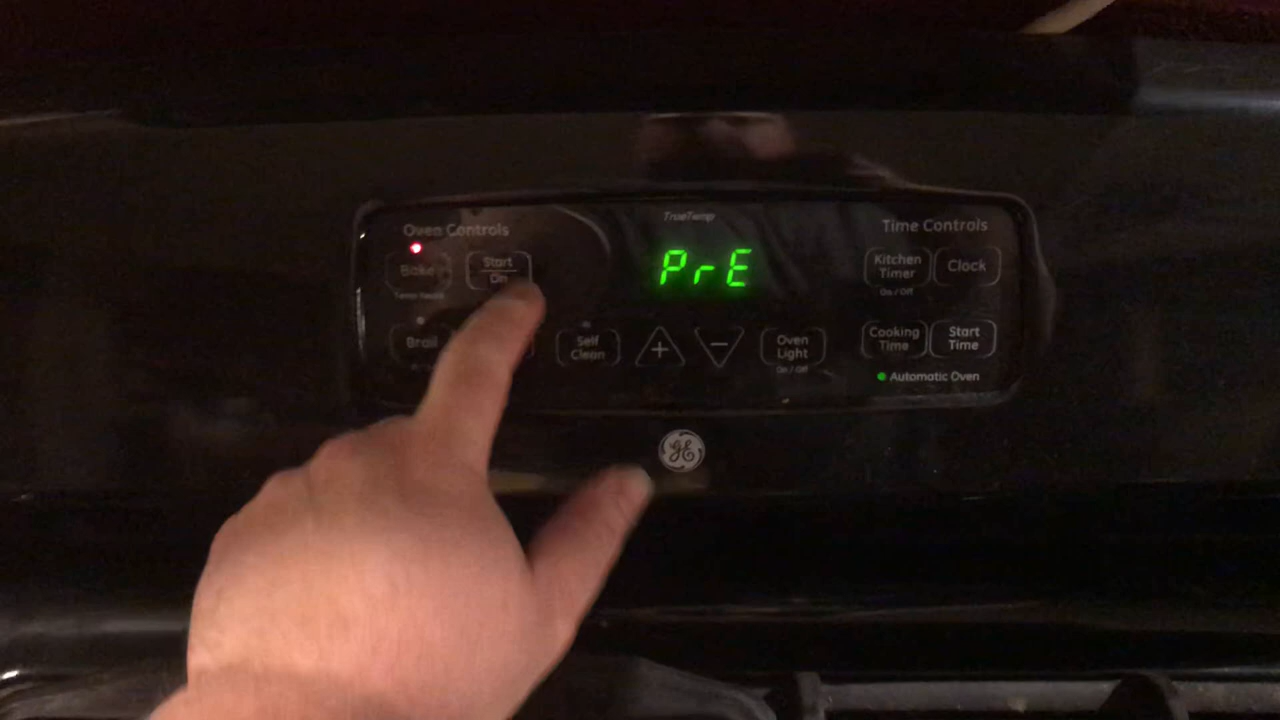 TrueTemp
Oven Controls
Time Controls
PrE
Bake
Start
On
Kitchen
Timer
On / Off
Clock
Broil
Self
Clean
+
−
Oven
Light
On / Off
Cooking
Time
Start
Time
Automatic Oven
GE